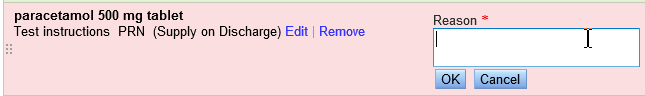 paracetamol 500 mg tablet
Test instructions  PRN  (Supply on Discharge) Edit | Remove
Reason *
OK Cancel